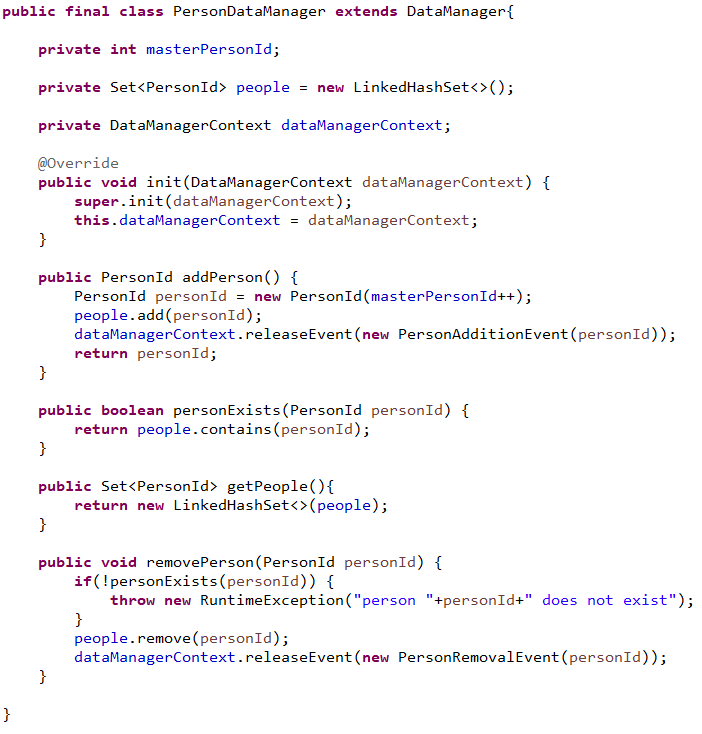 public final class PersonDataManager extends DataManager{
private int masterPersonId;
private Set<PersonId> people = new LinkedHashSet<>();
private DataManagerContext dataManagerContext;
@Override
public void init(DataManagerContext dataManagerContext) {
super.init(dataManagerContext);
this.dataManagerContext = dataManagerContext;
}
public PersonId addPerson() {
PersonId personId = new PersonId(masterPersonId++);
people.add(personId);
dataManagerContext.releaseEvent(new PersonAdditionEvent(personId));
return personId;
}
public boolean personExists(PersonId personId) {
return people.contains(personId);
}
public Set<PersonId> getPeople(){
return new LinkedHashSet<>(people);
}
public void removePerson(PersonId personId) {
if(!personExists(personId)) {
throw new RuntimeException("person "+personId+" does not exist");
}
people.remove(personId);
dataManagerContext.releaseEvent(new PersonRemovalEvent(personId));
}
}